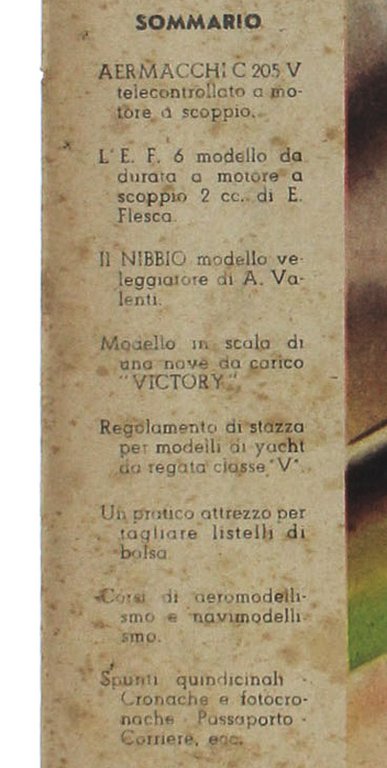 SOMMARIO
AERMACCHI C 205 V
telecontrollato a mo-
tore a scoppio.
L'E. F. 6 modello da
durata a motore a
scoppio 2 cc. di E.
Flesca.
Il NIBBIO modello ve-
leggiatore di A. Va-
lenti.
Modello in scala di
una nave da carico
"VICTORY".
Regolamento di stazza
per modelli di yacht
da regata classe "V".
Un pratico attrezzo per
tagliare listelli di
balsa
Corsi di aeromodelli-
smo e navimodelli-
smo.
Spunti quindicinali -
Cronache e fotocro-
nache - Passaporto -
Corriere, ecc.